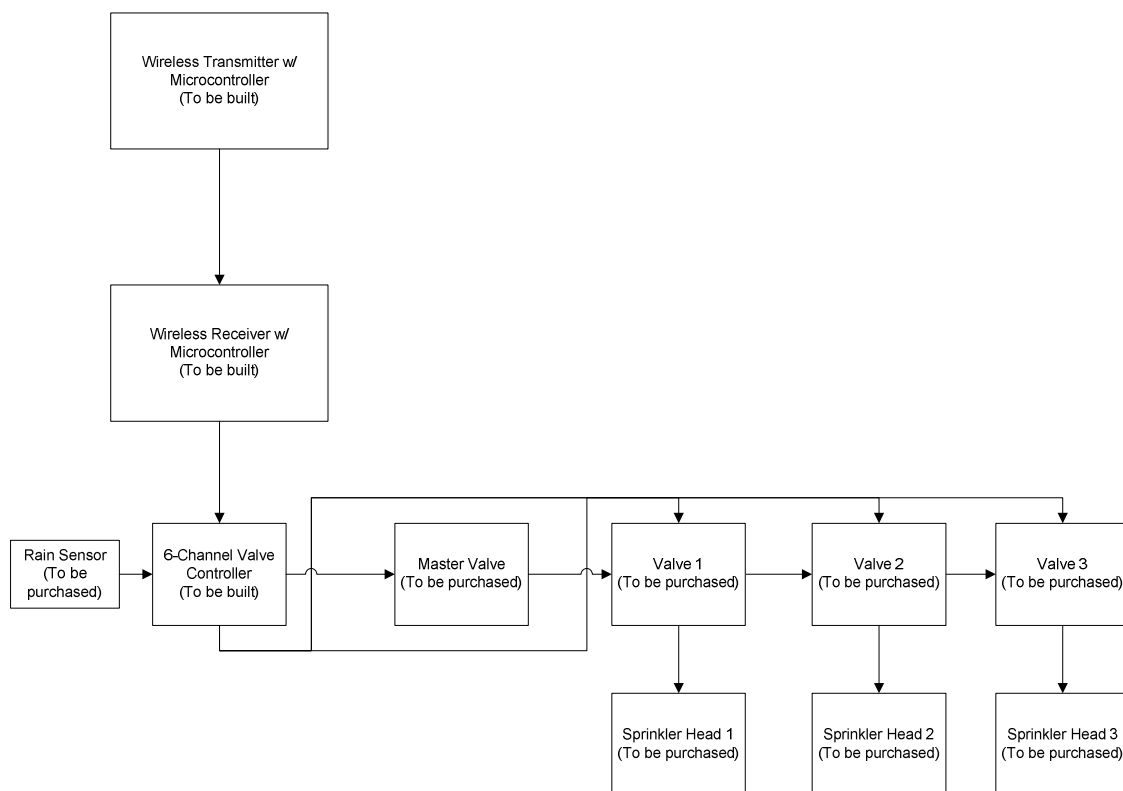 Wireless Transmitter w/
Microcontroller
(To be built)
Wireless Receiver w/
Microcontroller
(To be built)
Rain Sensor
(To be
purchased)
6-Channel Valve
Controller
(To be built)
Master Valve
(To be purchased)
Valve 1
(To be purchased)
Valve 2
(To be purchased)
Valve 3
(To be purchased)
Sprinkler Head 1
(To be purchased)
Sprinkler Head 2
(To be purchased)
Sprinkler Head 3
(To be purchased)